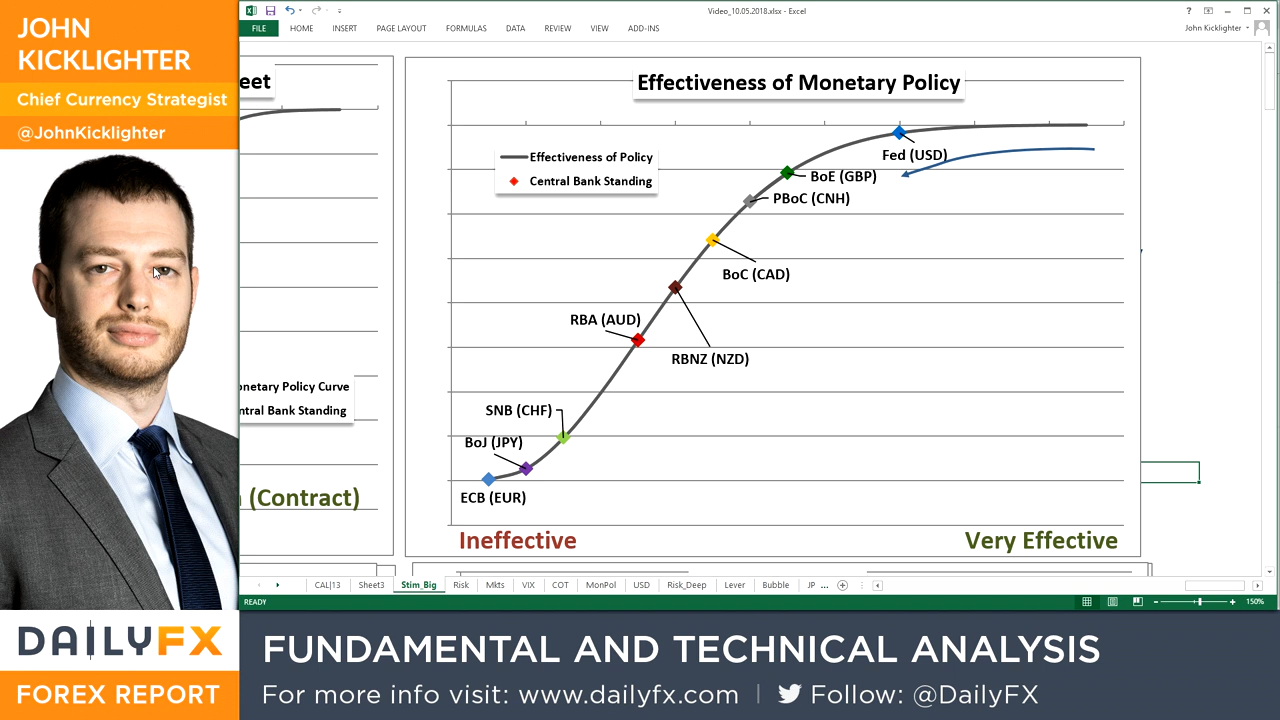 JOHN
KICKLIGHTER
Chief Currency Strategist
@JohnKicklighter
Video_10.05.2018.xlsx - Excel
FILE HOME INSERT PAGE LAYOUT FORMULAS DATA REVIEW VIEW ADD-INS
John Kicklighter
eet
Effectiveness of Monetary Policy
Effectiveness of Policy
Central Bank Standing
Fed (USD)
BoE (GBP)
PBoC (CNH)
BoC (CAD)
RBA (AUD)
RBNZ (NZD)
SNB (CHF)
BoJ (JPY)
ECB (EUR)
onetary Policy Curve
ntral Bank Standing
(Contract)
Ineffective
Very Effective
CAL|13 Sheet3 Stim_Big Risk Mkts VIX COT MonPol USD Risk_Deep Lever Bubble JP ...
READY
150%
DAILYFX
FOREX REPORT
FUNDAMENTAL AND TECHNICAL ANALYSIS
For more info visit: www.dailyfx.com | Follow: @DailyFX